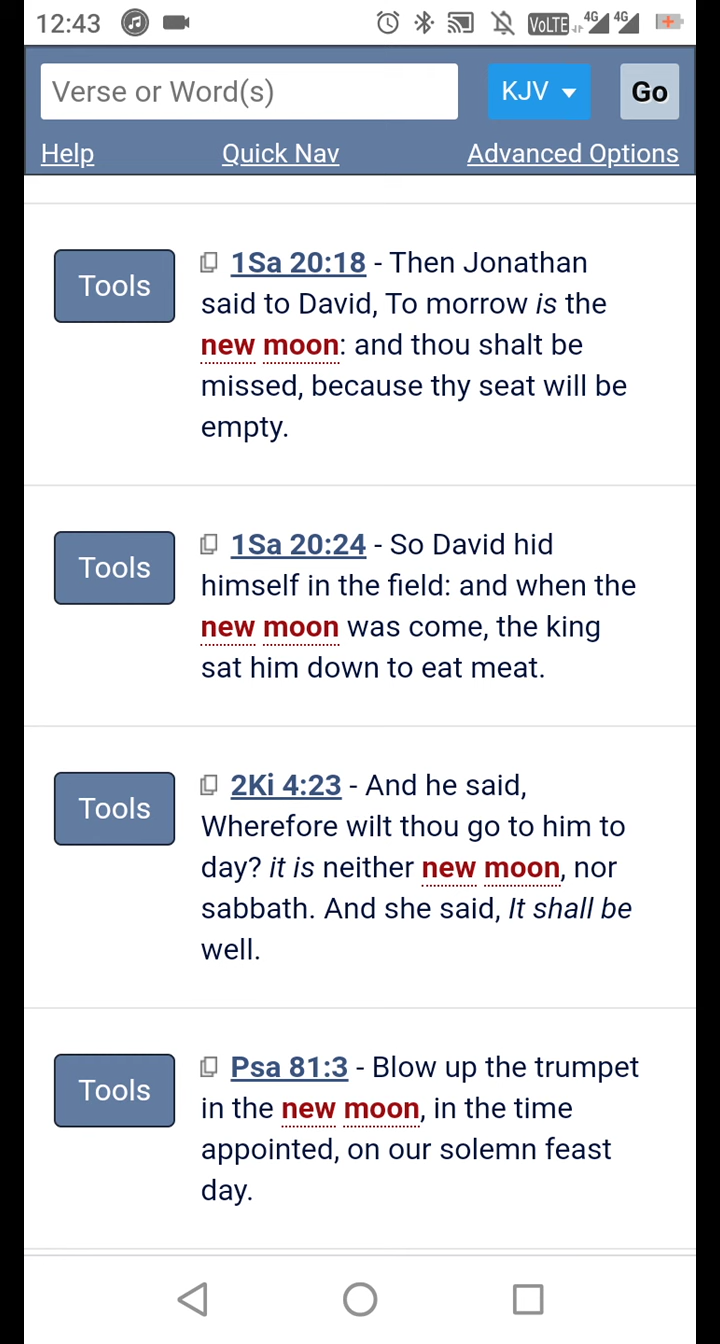 12:43 VoLTE 4G 4G
Verse or Word(s) KJV Go
Help Quick Nav Advanced Options
Tools 1Sa 20:18 - Then Jonathan
said to David, To morrow is the
new moon: and thou shalt be
missed, because thy seat will be
empty.
Tools 1Sa 20:24 - So David hid
himself in the field: and when the
new moon was come, the king
sat him down to eat meat.
Tools 2Ki 4:23 - And he said,
Wherefore wilt thou go to him to
day? it is neither new moon, nor
sabbath. And she said, It shall be
well.
Tools Psa 81:3 - Blow up the trumpet
in the new moon, in the time
appointed, on our solemn feast
day.